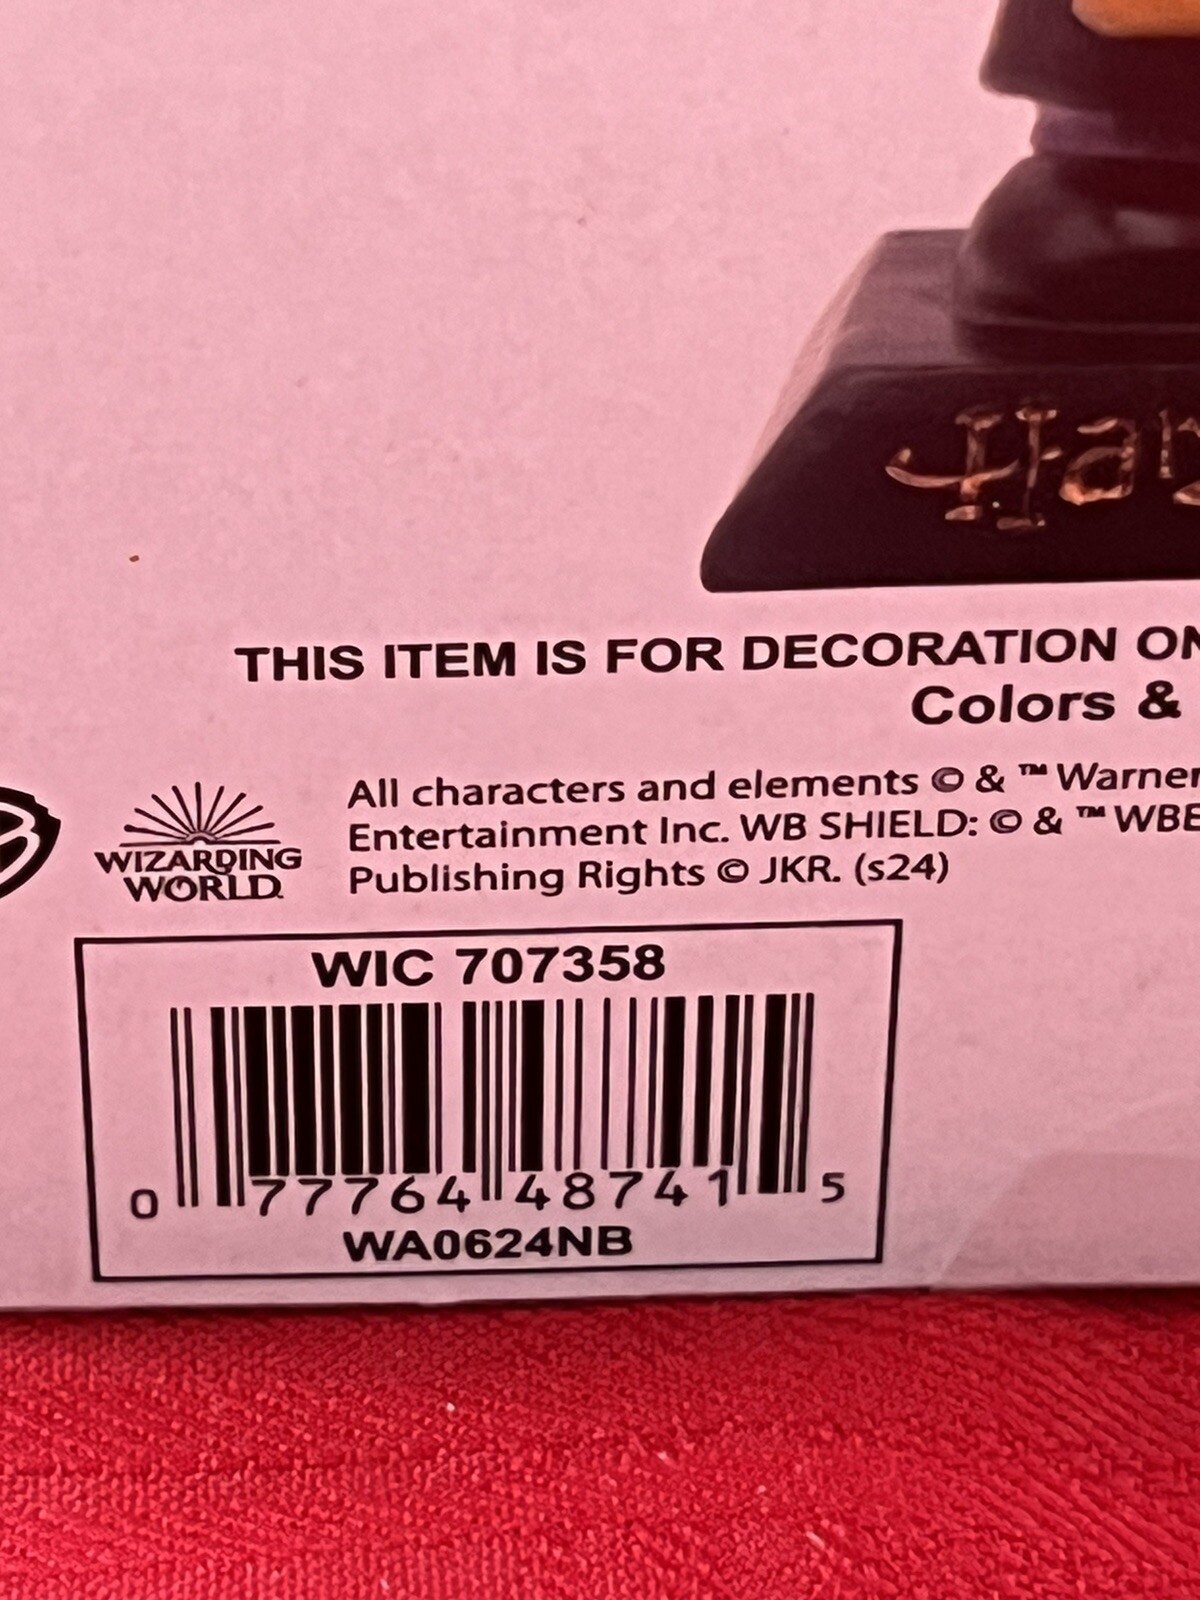 Har
THIS ITEM IS FOR DECORATION
Colors &
All characters and elements © & ™ Warner
Entertainment Inc. WB SHIELD: © & ™ WBE
Publishing Rights © JKR. (s24)
WIZARDING
WORLD
WIC 707358
0 77764 48741 5
WA0624NB